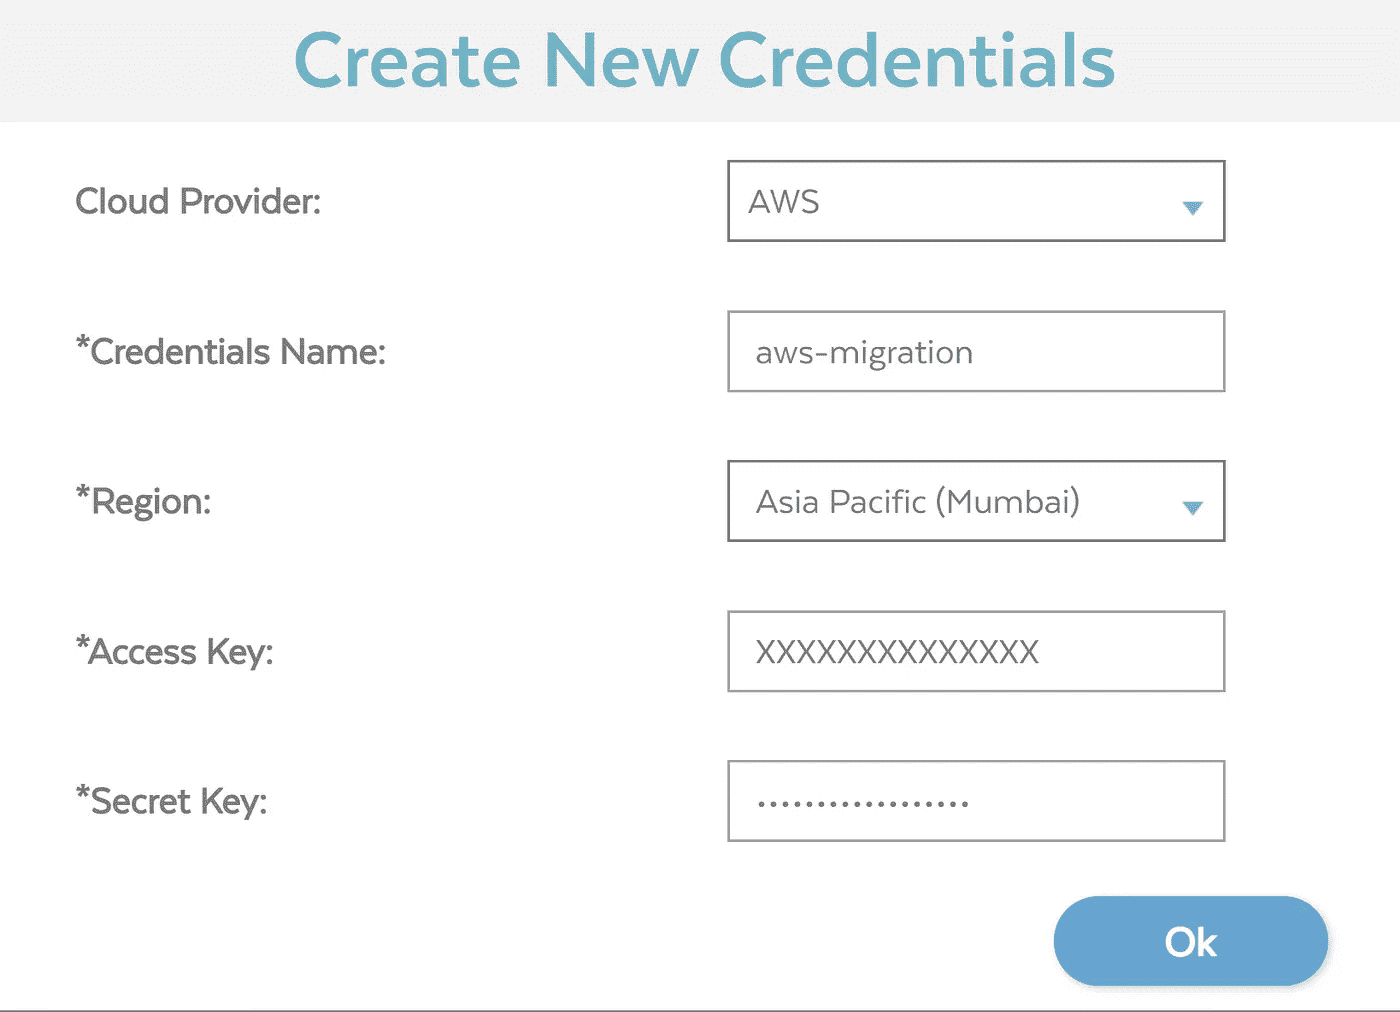 Create New Credentials
Cloud Provider:
AWS
*Credentials Name:
aws-migration
*Region:
Asia Pacific (Mumbai)
*Access Key:
XXXXXXXXXXXXXX
*Secret Key:
••••••••••••••••••
Ok